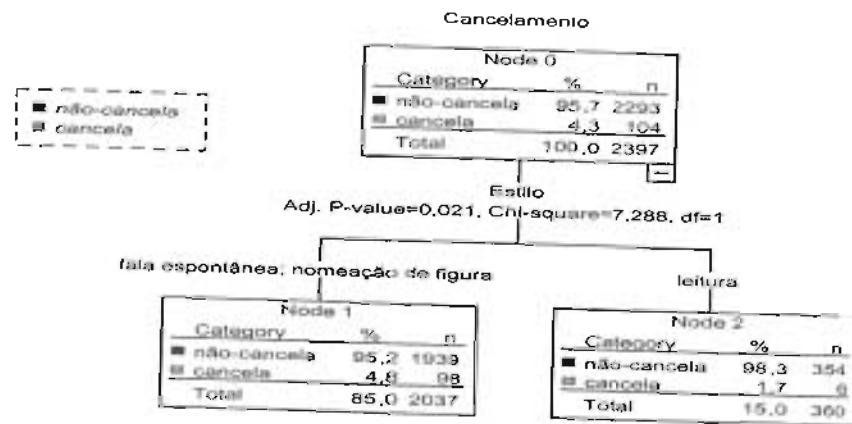 Cancelamento
Node 0
Category % n
não-cancela 95,7 2293
cancela 4,3 104
Total 100,0 2397
não-cancela
cancela
Estilo
Adj. P-value=0,021, Chi-square=7,288, df=1
fala espontânea; nomeação de figura
leitura
Node 1
Category % n
não-cancela 95,2 1939
cancela 4,8 98
Total 85,0 2037
Node 2
Category % n
não-cancela 98,3 354
cancela 1,7 6
Total 15,0 360